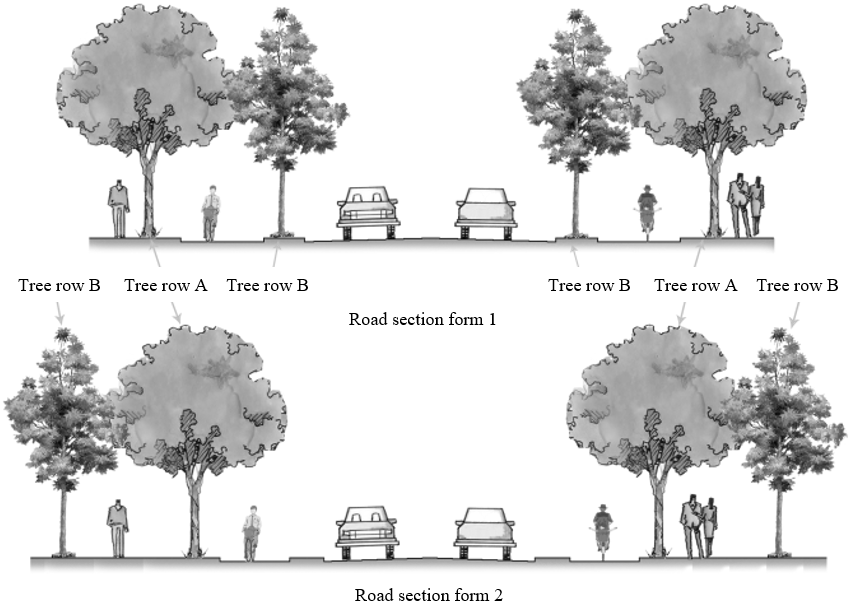 Tree row B Tree row A Tree row B Tree row B Tree row A Tree row B
Road section form 1
Road section form 2